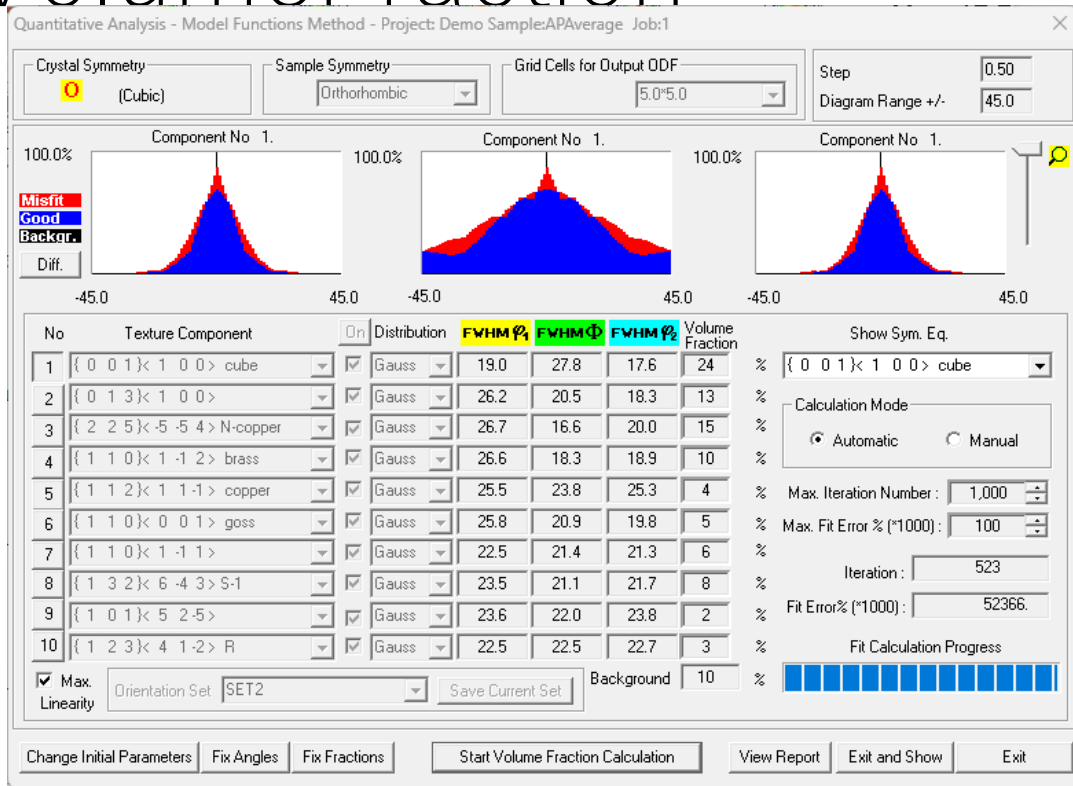 Quantitative Analysis - Model Functions Method - Project: Demo Sample:APAverage Job:1
Crystal Symmetry
O (Cubic)
Sample Symmetry
Orthorhombic
Grid Cells for Output ODF
5.0*5.0
Step 0.50
Diagram Range +/- 45.0
Component No 1.
100.0%
Component No 1.
100.0%
Component No 1.
100.0%
Misfit
Good
Backgr.
Diff.
-45.0 45.0 -45.0 45.0 -45.0 45.0
No Texture Component On Distribution FWHM φ1 FWHM Φ FWHM φ2 Volume Fraction
1 { 0 0 1}< 1 0 0> cube Gauss 19.0 27.8 17.6 24 %
2 { 0 1 3}< 1 0 0> Gauss 26.2 20.5 18.3 13 %
3 { 2 2 5}< -5 -5 4> N-copper Gauss 26.7 16.6 20.0 15 %
4 { 1 1 0}< 1 -1 2> brass Gauss 26.6 18.3 18.9 10 %
5 { 1 1 2}< 1 1 -1> copper Gauss 25.5 23.8 25.3 4 %
6 { 1 1 0}< 0 0 1> goss Gauss 25.8 20.9 19.8 5 %
7 { 1 1 0}< 1 -1 1> Gauss 22.5 21.4 21.3 6 %
8 { 1 3 2}< 6 -4 3> S-1 Gauss 23.5 21.1 21.7 8 %
9 { 1 0 1}< 5 2 -5> Gauss 23.6 22.0 23.8 2 %
10 { 1 2 3}< 4 1 -2> R Gauss 22.5 22.5 22.7 3 %
Max. Linearity
Orientation Set SET2
Save Current Set
Background 10 %
Show Sym. Eq.
{ 0 0 1}< 1 0 0> cube
Calculation Mode
Automatic Manual
Max. Iteration Number : 1,000
Max. Fit Error % (*1000) : 100
Iteration : 523
Fit Error% (*1000) : 52366.
Fit Calculation Progress
Change Initial Parameters Fix Angles Fix Fractions Start Volume Fraction Calculation View Report Exit and Show Exit